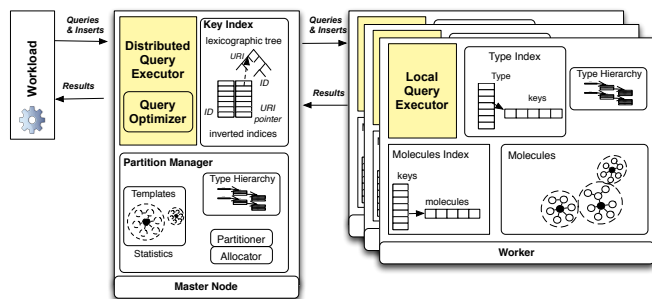 Workload
Queries
& Inserts
Results
Distributed
Query
Executor
Query
Optimizer
Key Index
lexicographic tree
URI
ID
ID
URI
pointer
inverted indices
Partition Manager
Templates
Statistics
Type Hierarchy
Partitioner
Allocator
Master Node
Queries
& Inserts
Results
Local
Query
Executor
Type Index
Type
keys
Type Hierarchy
Molecules Index
keys
molecules
Molecules
Worker